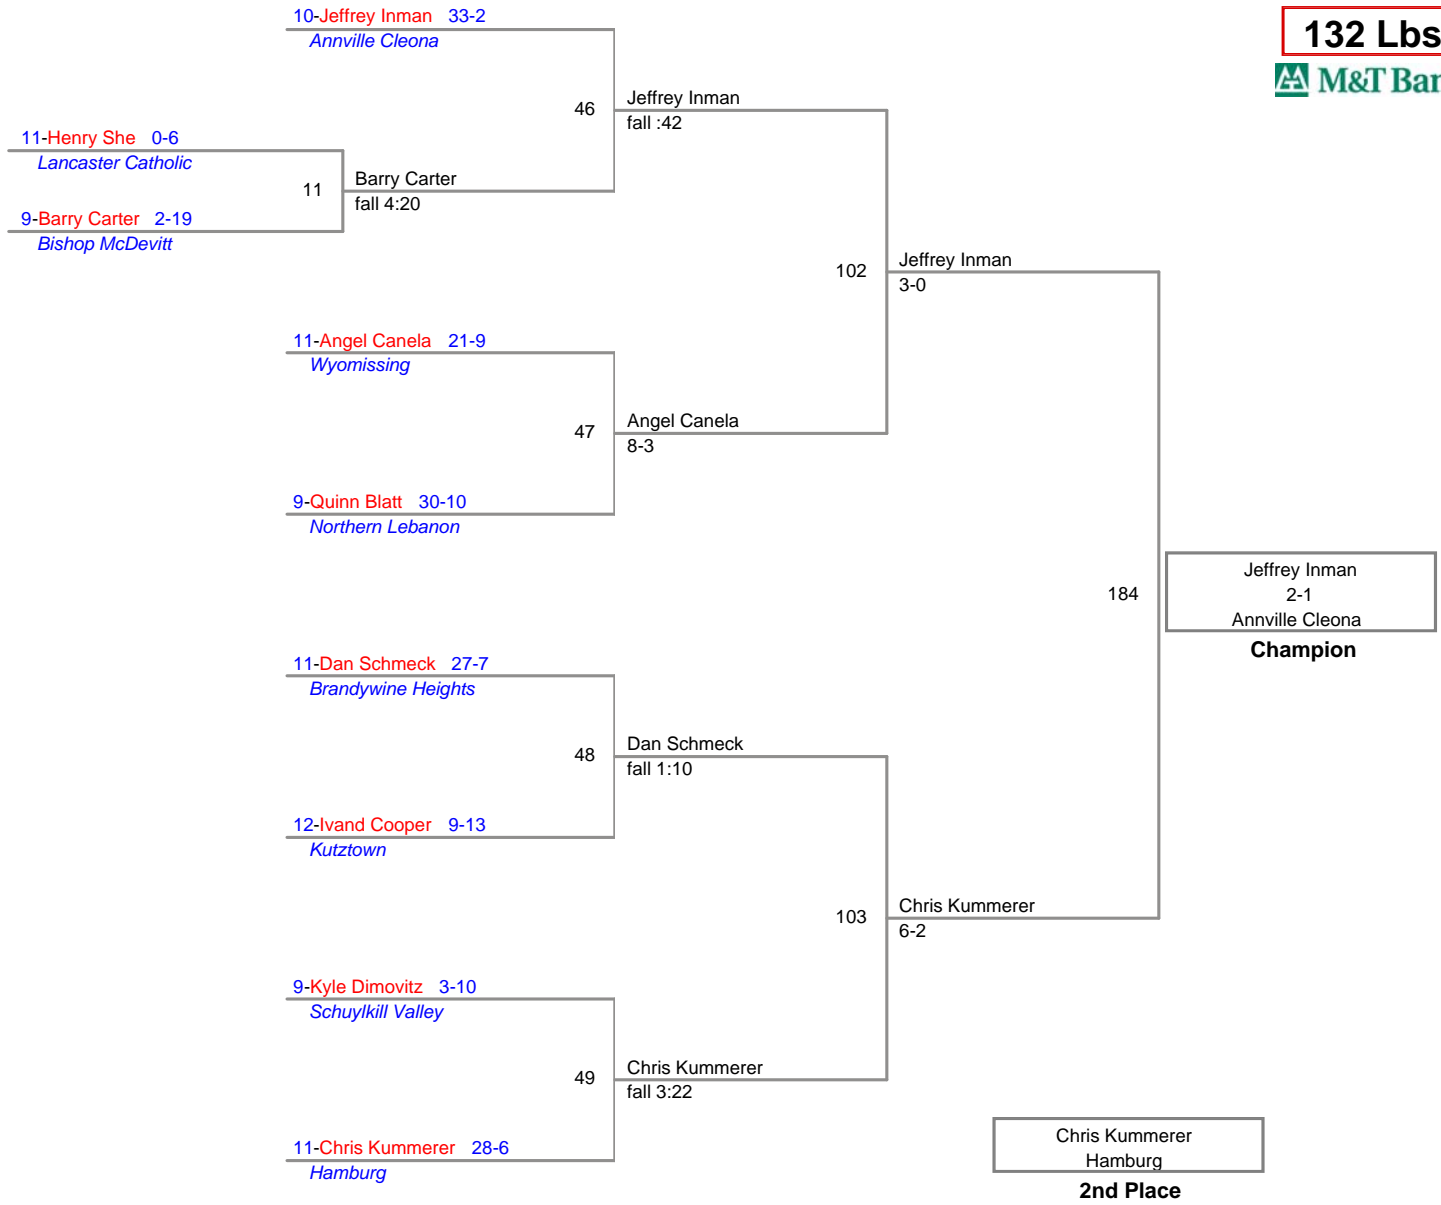 10-Jeffrey Inman 33-2
Annville Cleona
132 Lbs
M&T Ban
46
Jeffrey Inman
fall :42
11-Henry She 0-6
Lancaster Catholic
11
Barry Carter
fall 4:20
9-Barry Carter 2-19
Bishop McDevitt
102
Jeffrey Inman
3-0
11-Angel Canela 21-9
Wyomissing
47
Angel Canela
8-3
9-Quinn Blatt 30-10
Northern Lebanon
184
Jeffrey Inman
2-1
Annville Cleona
Champion
11-Dan Schmeck 27-7
Brandywine Heights
48
Dan Schmeck
fall 1:10
12-Ivand Cooper 9-13
Kutztown
103
Chris Kummerer
6-2
9-Kyle Dimovitz 3-10
Schuylkill Valley
49
Chris Kummerer
fall 3:22
11-Chris Kummerer 28-6
Hamburg
Chris Kummerer
Hamburg
2nd Place